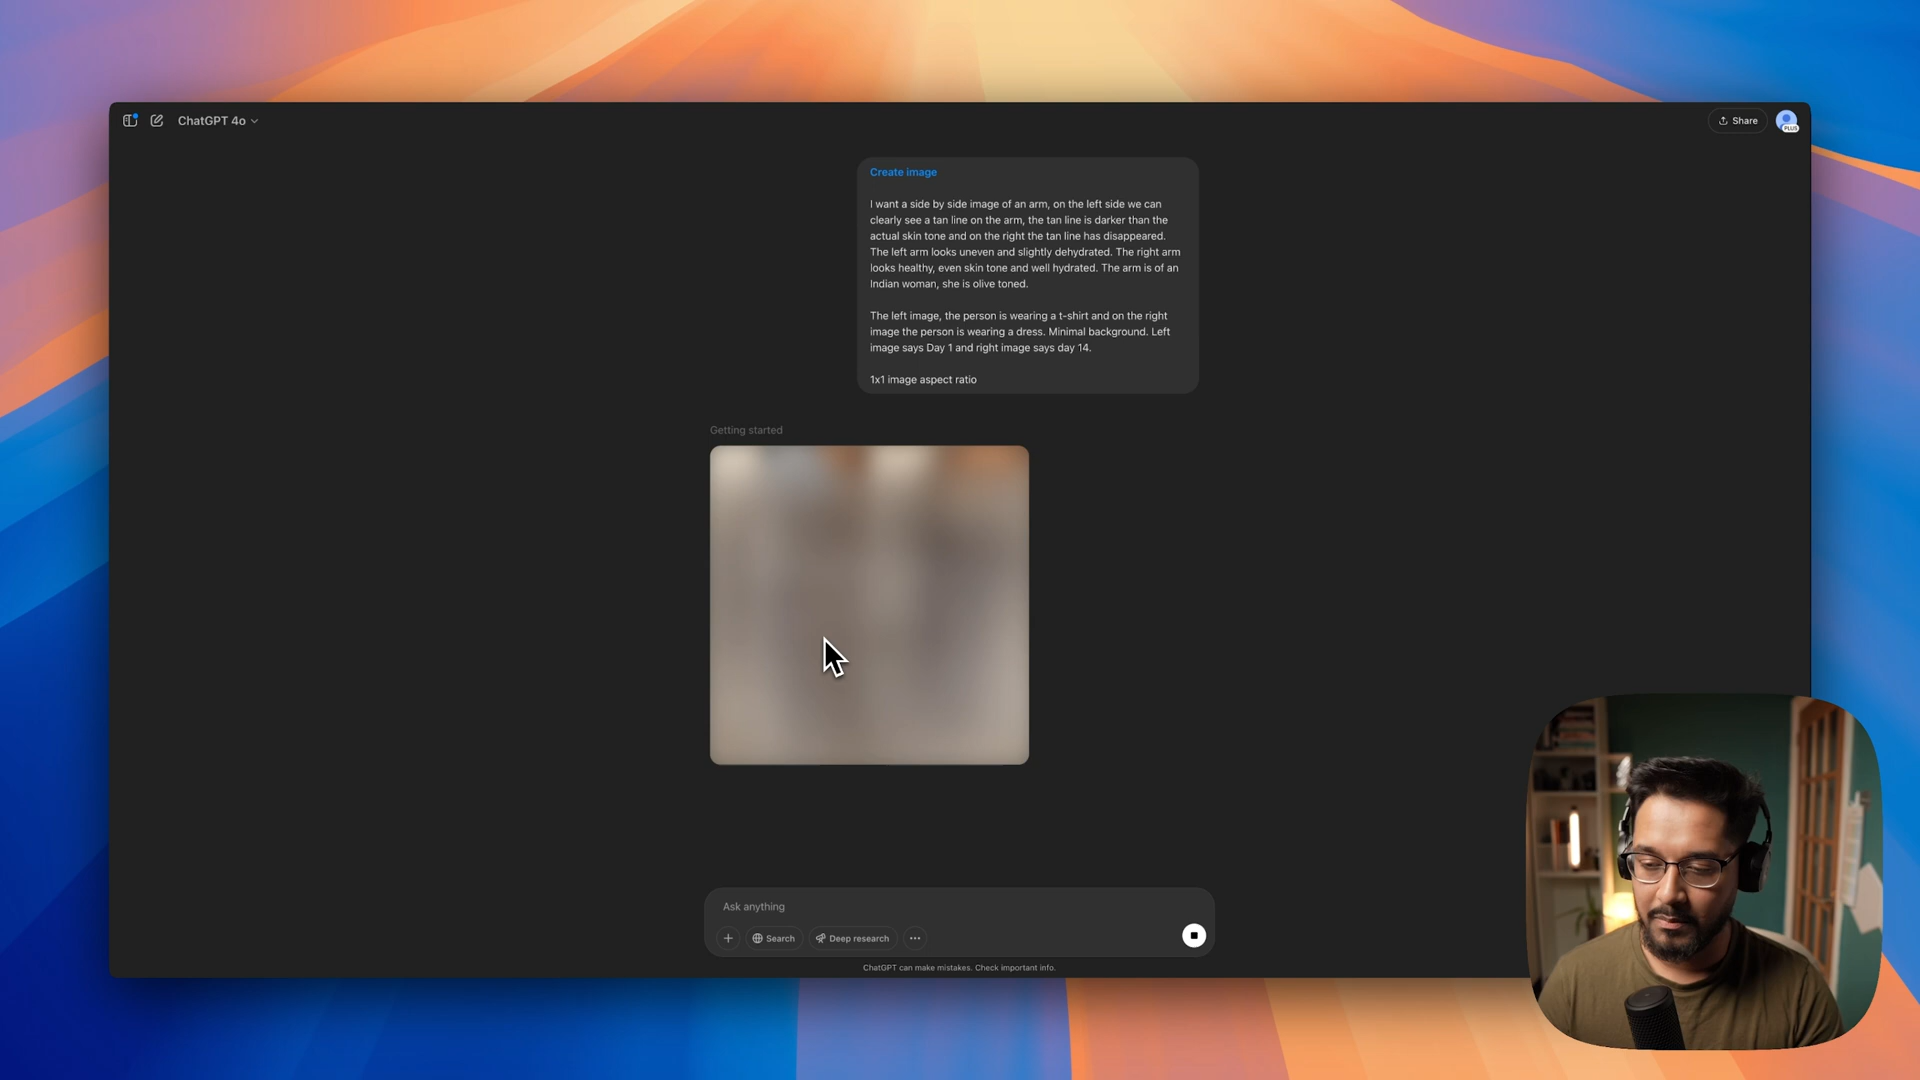 ChatGPT 4o
Share
PLUS
Create image
I want a side by side image of an arm, on the left side we can
clearly see a tan line on the arm, the tan line is darker than the
actual skin tone and on the right the tan line has disappeared.
The left arm looks uneven and slightly dehydrated. The right arm
looks healthy, even skin tone and well hydrated. The arm is of an
Indian woman, she is olive toned.
The left image, the person is wearing a t-shirt and on the right
image the person is wearing a dress. Minimal background. Left
image says Day 1 and right image says day 14.
1x1 image aspect ratio
Getting started
Ask anything
Search
Deep research
ChatGPT can make mistakes. Check important info.